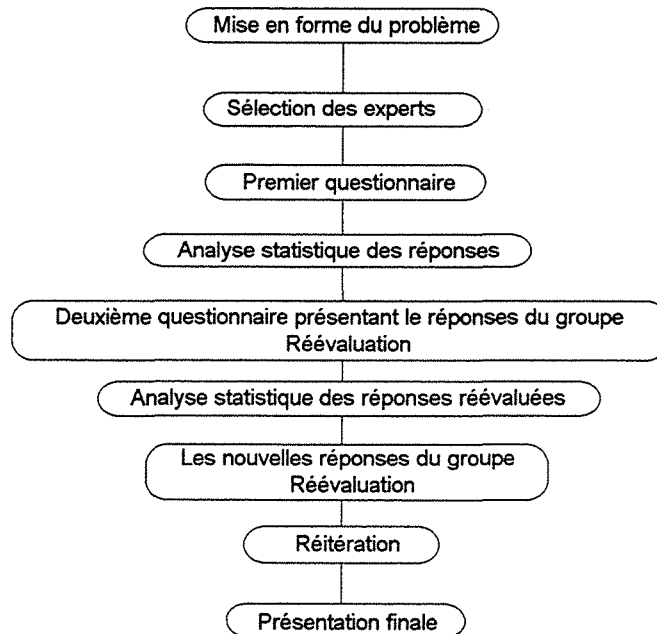 Mise en forme du problème
Sélection des experts
Premier questionnaire
Analyse statistique des réponses
Deuxième questionnaire présentant le réponses du groupe
Réévaluation
Analyse statistique des réponses réévaluées
Les nouvelles réponses du groupe
Réévaluation
Réitération
Présentation finale